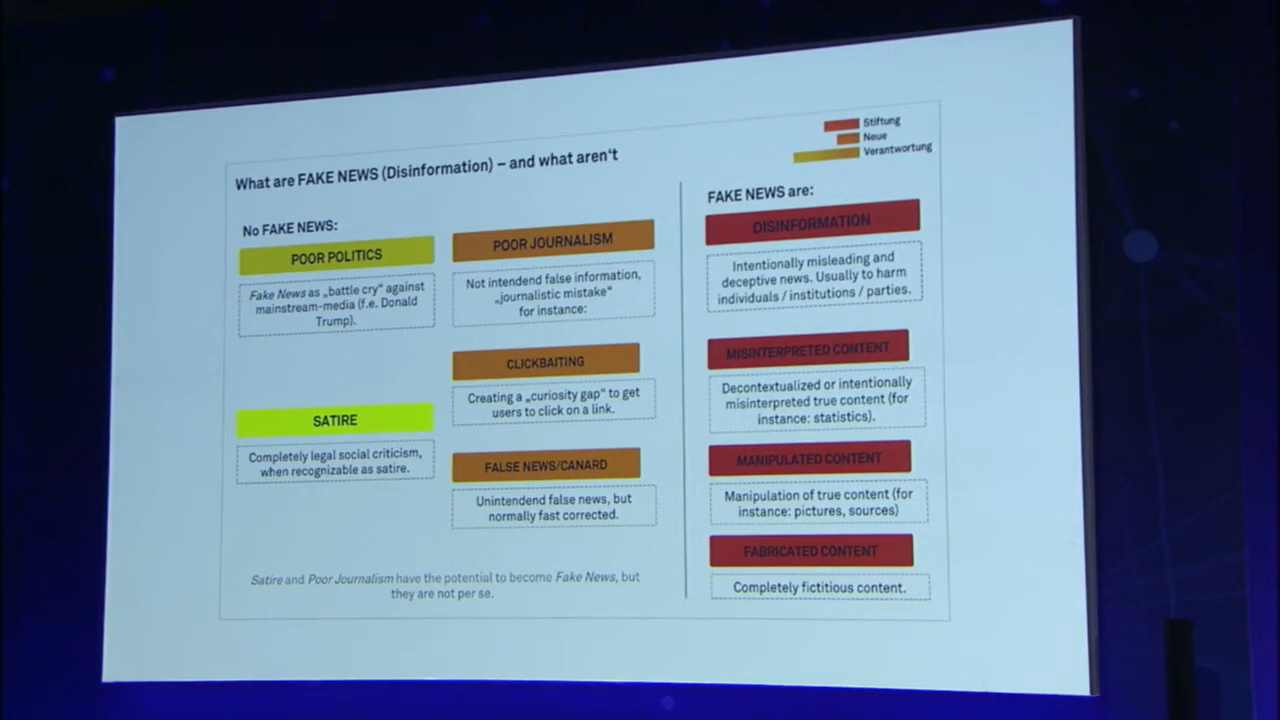 Stiftung
Neue
Verantwortung
What are FAKE NEWS (Disinformation) – and what aren't
No FAKE NEWS:
POOR POLITICS
Fake News as „battle cry" against
mainstream-media (f.e. Donald
Trump).
SATIRE
Completely legal social criticism,
when recognizable as satire.
POOR JOURNALISM
Not intendend false information,
„journalistic mistake"
for instance:
CLICKBAITING
Creating a „curiosity gap" to get
users to click on a link.
FALSE NEWS/CANARD
Unintendend false news, but
normally fast corrected.
Satire and Poor Journalism have the potential to become Fake News, but
they are not per se.
FAKE NEWS are:
DISINFORMATION
Intentionally misleading and
deceptive news. Usually to harm
individuals / institutions / parties.
MISINTERPRETED CONTENT
Decontextualized or intentionally
misinterpreted true content (for
instance: statistics).
MANIPULATED CONTENT
Manipulation of true content (for
instance: pictures, sources)
FABRICATED CONTENT
Completely fictitious content.